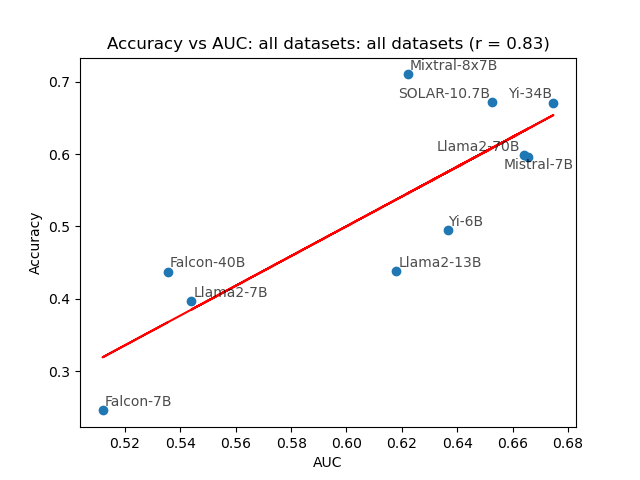 Accuracy vs AUC: all datasets: all datasets (r = 0.83)
Mixtral-8x7B
SOLAR-10.7B
Yi-34B
Llama2-70B
Mistral-7B
Yi-6B
Falcon-40B
Llama2-13B
Llama2-7B
Falcon-7B
0.7
0.6
0.5
0.4
0.3
Accuracy
0.52 0.54 0.56 0.58 0.60 0.62 0.64 0.66 0.68
AUC